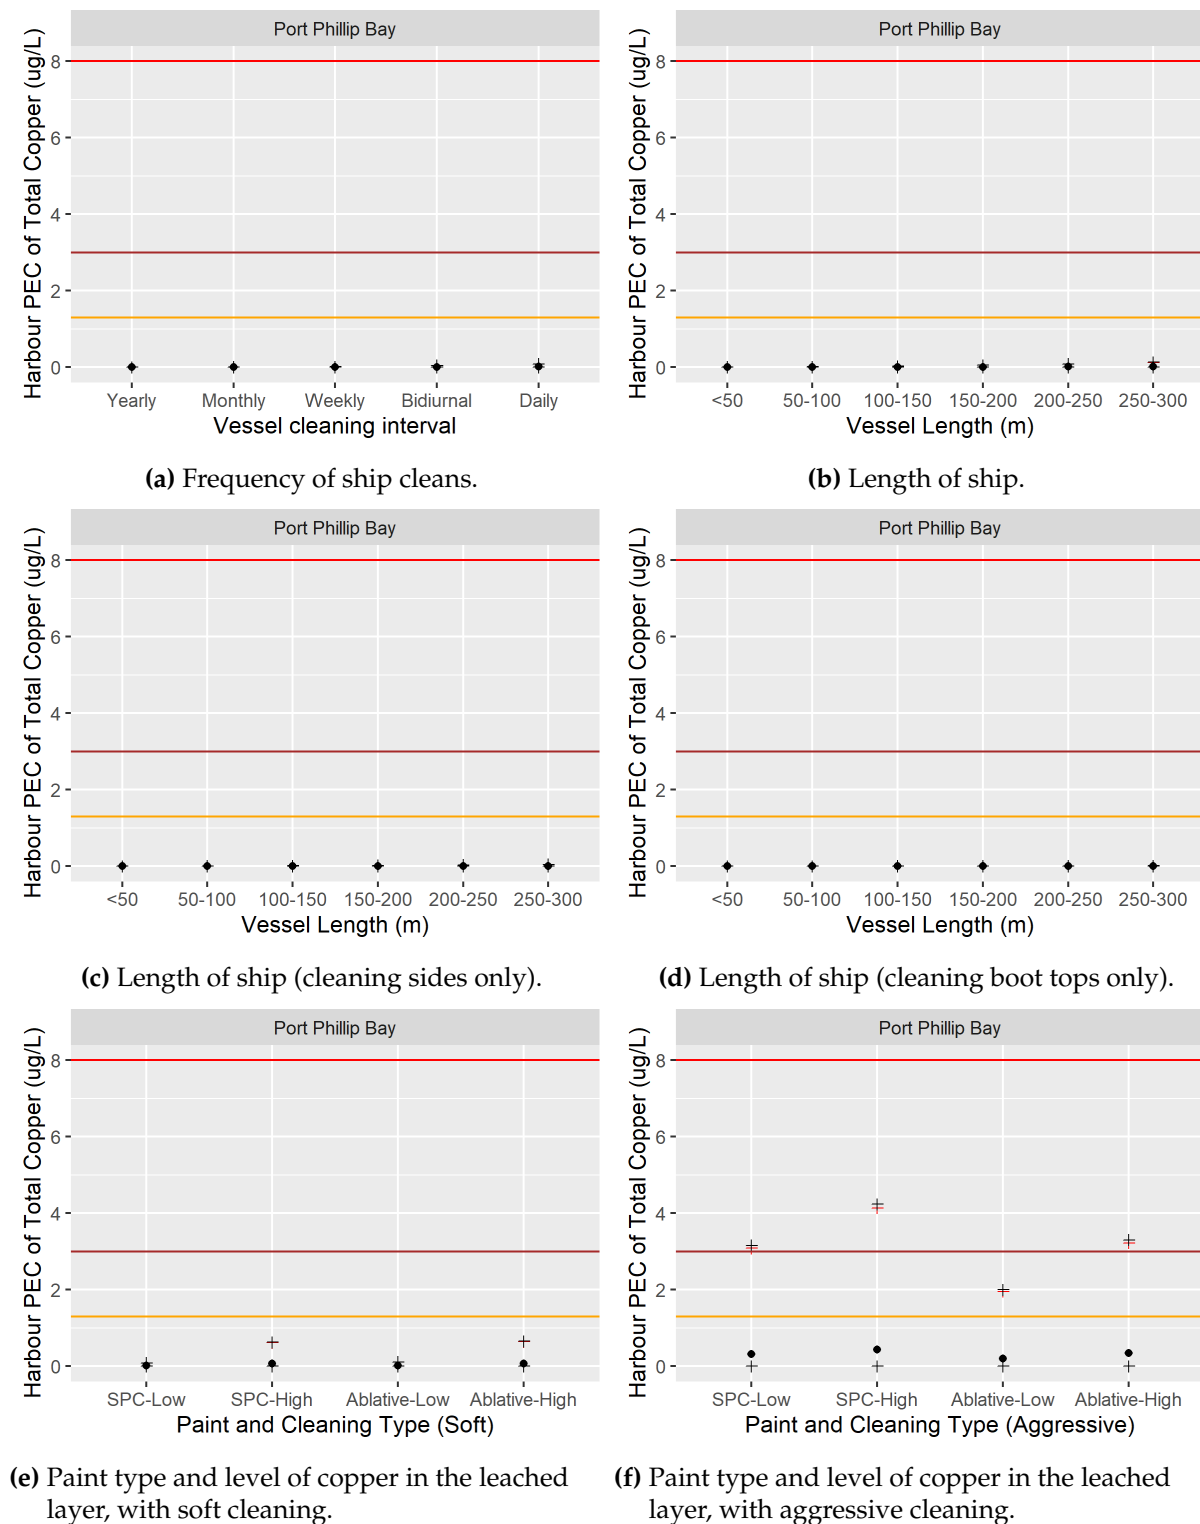 Port Phillip Bay
Harbour PEC of Total Copper (ug/L)
8
6
4
2
0
Yearly Monthly Weekly Bidiurnal Daily
Vessel cleaning interval
(a) Frequency of ship cleans.
Port Phillip Bay
Harbour PEC of Total Copper (ug/L)
8
6
4
2
0
<50 50-100 100-150 150-200 200-250 250-300
Vessel Length (m)
(b) Length of ship.
Port Phillip Bay
Harbour PEC of Total Copper (ug/L)
8
6
4
2
0
<50 50-100 100-150 150-200 200-250 250-300
Vessel Length (m)
(c) Length of ship (cleaning sides only).
Port Phillip Bay
Harbour PEC of Total Copper (ug/L)
8
6
4
2
0
<50 50-100 100-150 150-200 200-250 250-300
Vessel Length (m)
(d) Length of ship (cleaning boot tops only).
Port Phillip Bay
Harbour PEC of Total Copper (ug/L)
8
6
4
2
0
SPC-Low SPC-High Ablative-Low Ablative-High
Paint and Cleaning Type (Soft)
(e) Paint type and level of copper in the leached
layer, with soft cleaning.
Port Phillip Bay
Harbour PEC of Total Copper (ug/L)
8
6
4
2
0
SPC-Low SPC-High Ablative-Low Ablative-High
Paint and Cleaning Type (Aggressive)
(f) Paint type and level of copper in the leached
layer, with aggressive cleaning.